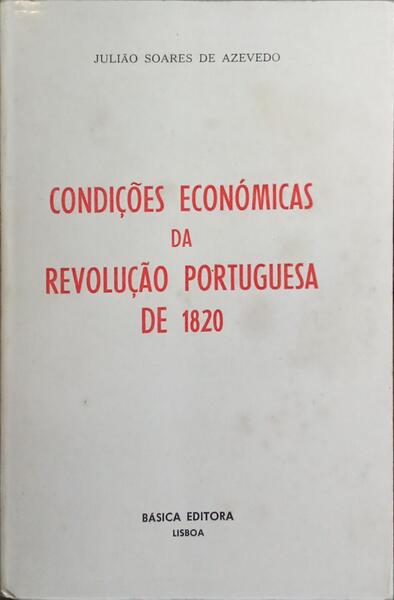 JULIÃO SOARES DE AZEVEDO
CONDIÇÕES ECONÓMICAS
DA
REVOLUÇÃO PORTUGUESA
DE 1820
BÁSICA EDITORA
LISBOA